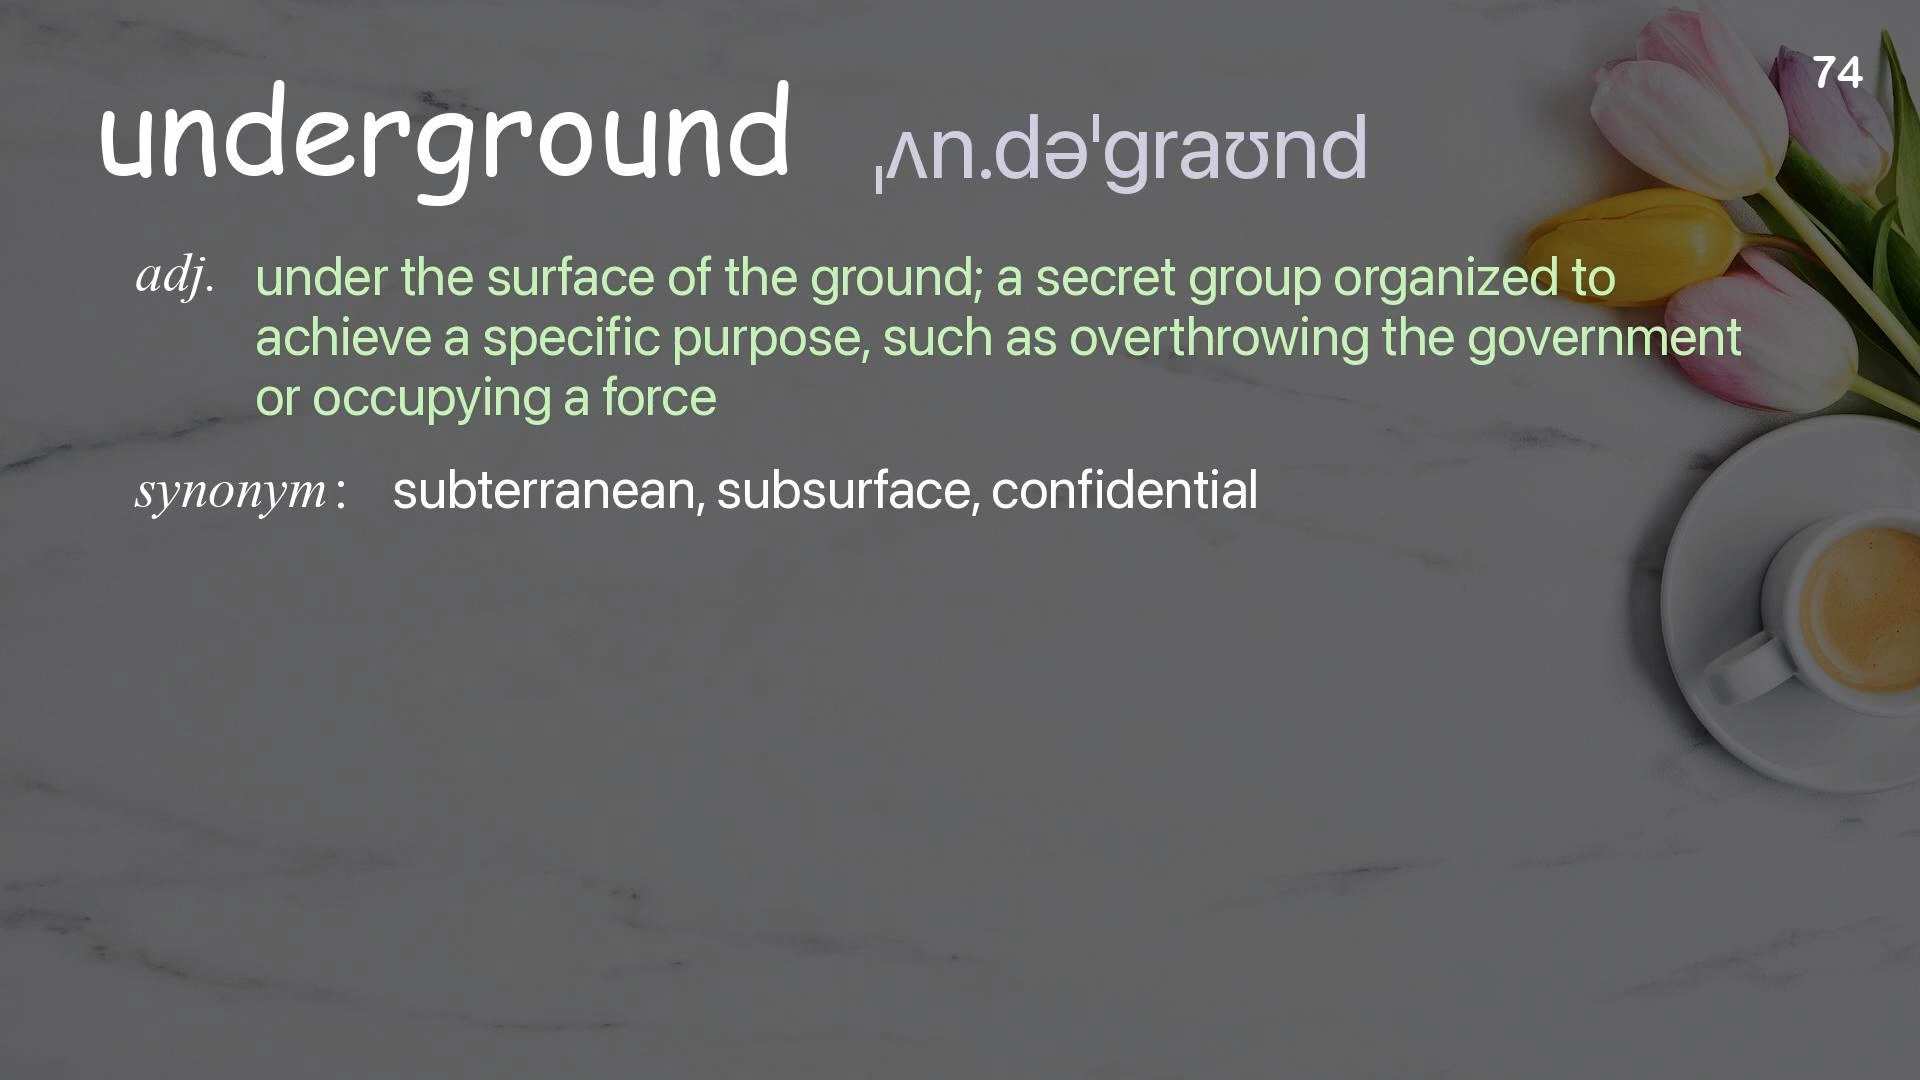 74
underground ˌʌn.dəˈɡraʊnd
adj. under the surface of the ground; a secret group organized to
achieve a specific purpose, such as overthrowing the government
or occupying a force
synonym : subterranean, subsurface, confidential